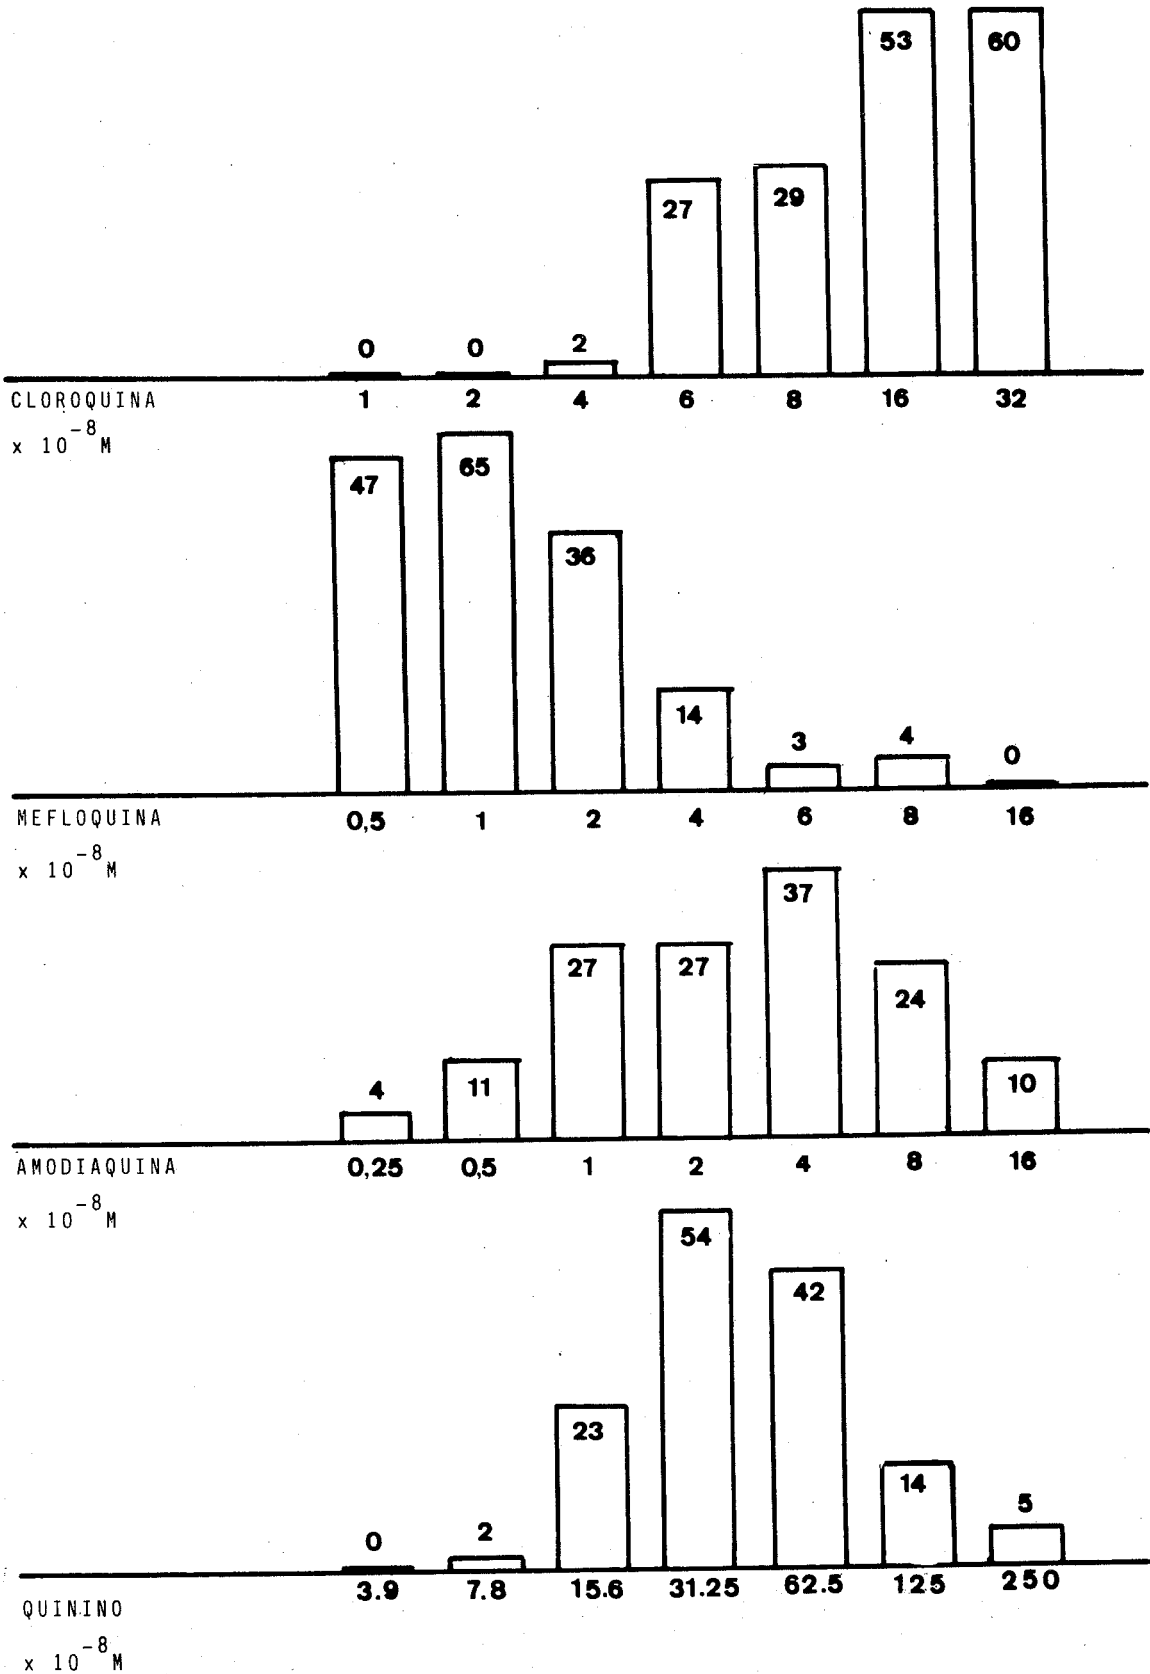 53 60
27 29
0 0 2
CLOROQUINA 1 2 4 6 8 16 32
x 10⁻⁸ M
47 65
36
14
3 4 0
MEFLOQUINA 0,5 1 2 4 6 8 16
x 10⁻⁸ M
37
27 27 24
4 11 10
AMODIAQUINA 0,25 0,5 1 2 4 8 16
x 10⁻⁸ M
54
42
23
14
0 2 5
3.9 7.8 15.6 31.25 62.5 125 250
QUININO
x 10⁻⁸ M